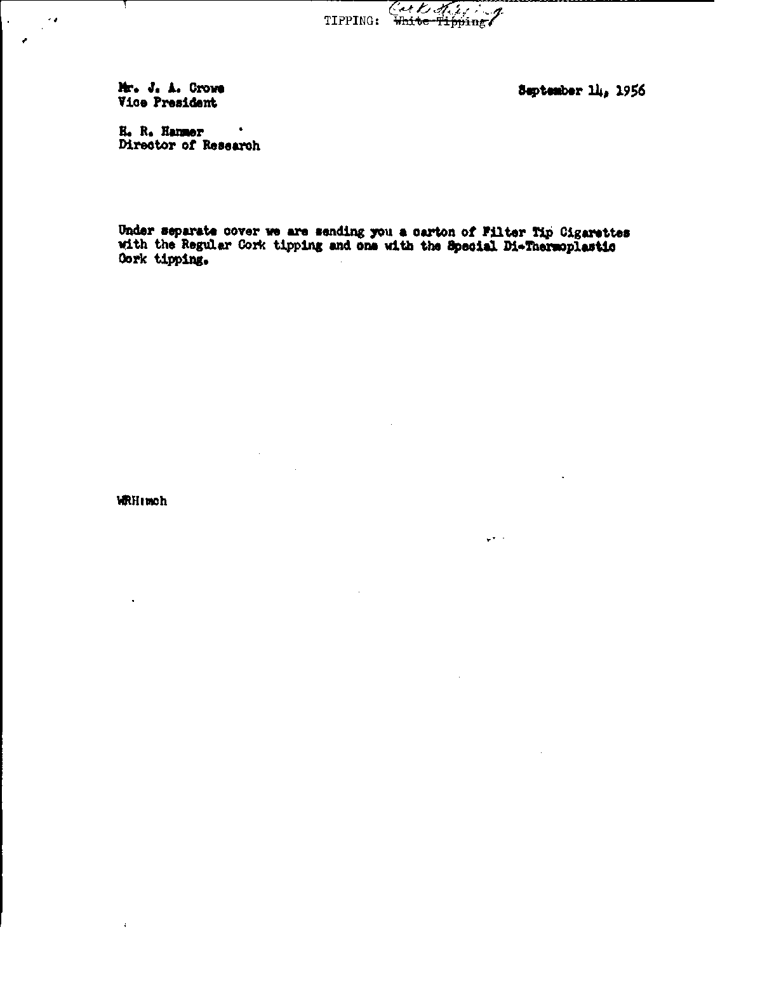 Cork tipping
TIPPING: White Tipping
Mr. J. A. Crowe September 14, 1956
Vice President
H. R. Hanmer
Director of Research
Under separate cover we are sending you a carton of Filter Tip Cigarettes
with the Regular Cork tipping and one with the Special Di-Thermoplastic
Cork tipping.
WRH:mch